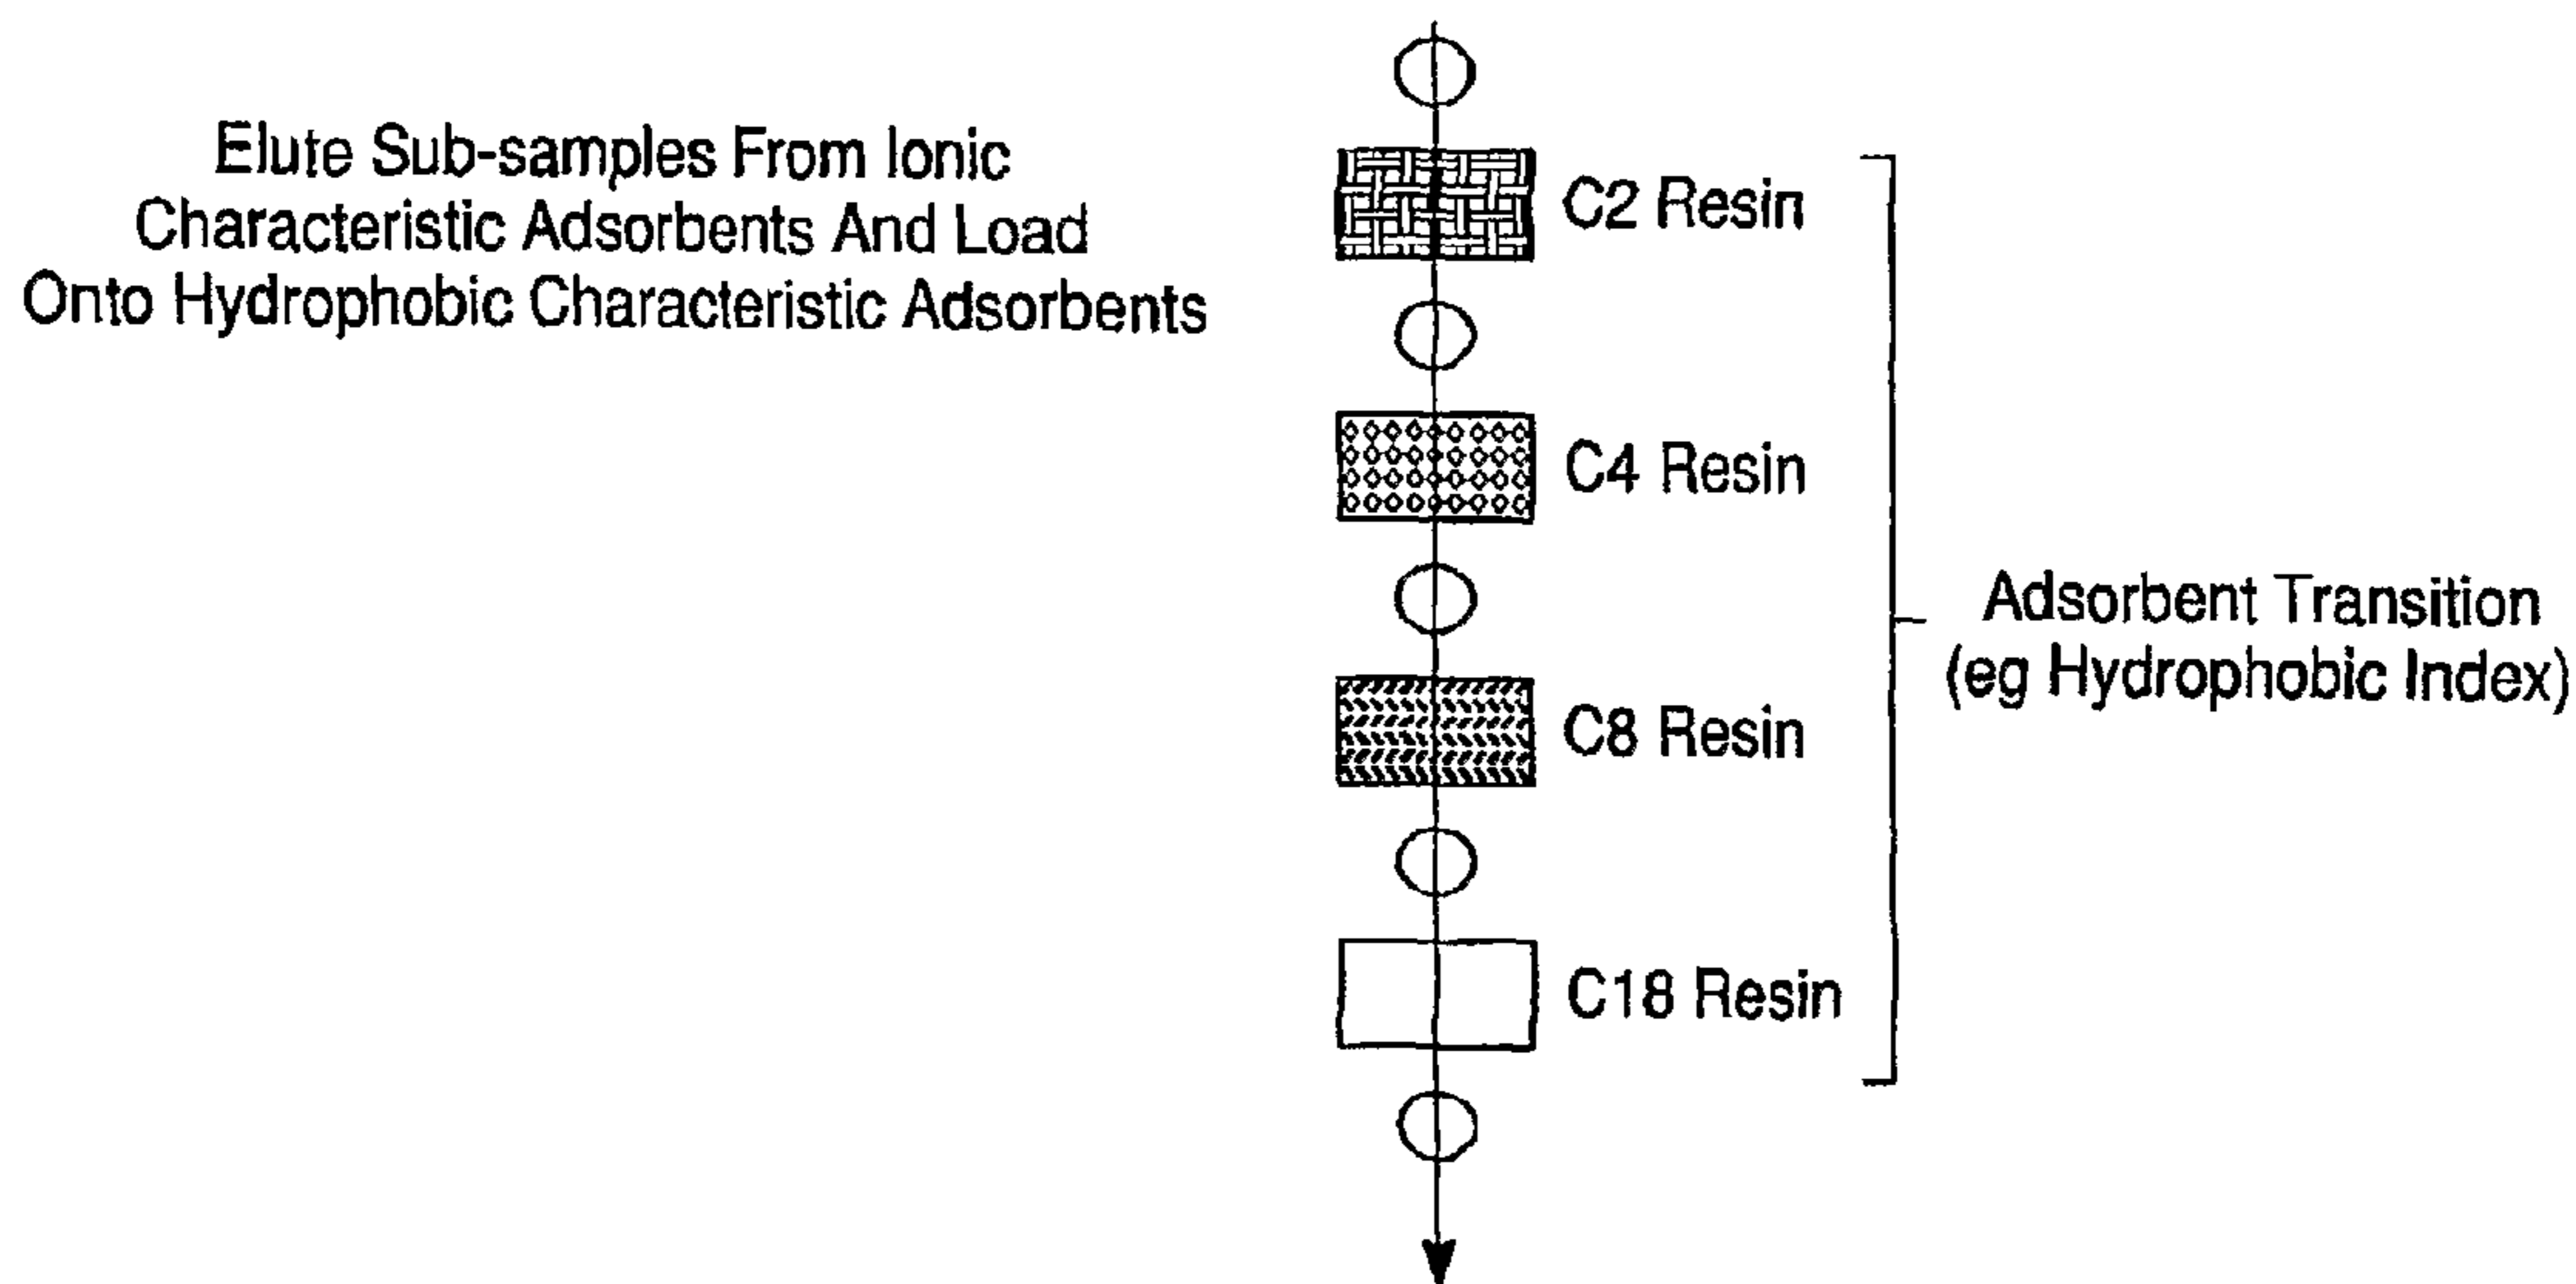 Elute Sub-samples From Ionic
Characteristic Adsorbents And Load
Onto Hydrophobic Characteristic Adsorbents
C2 Resin
C4 Resin
C8 Resin
C18 Resin
Adsorbent Transition
(eg Hydrophobic Index)